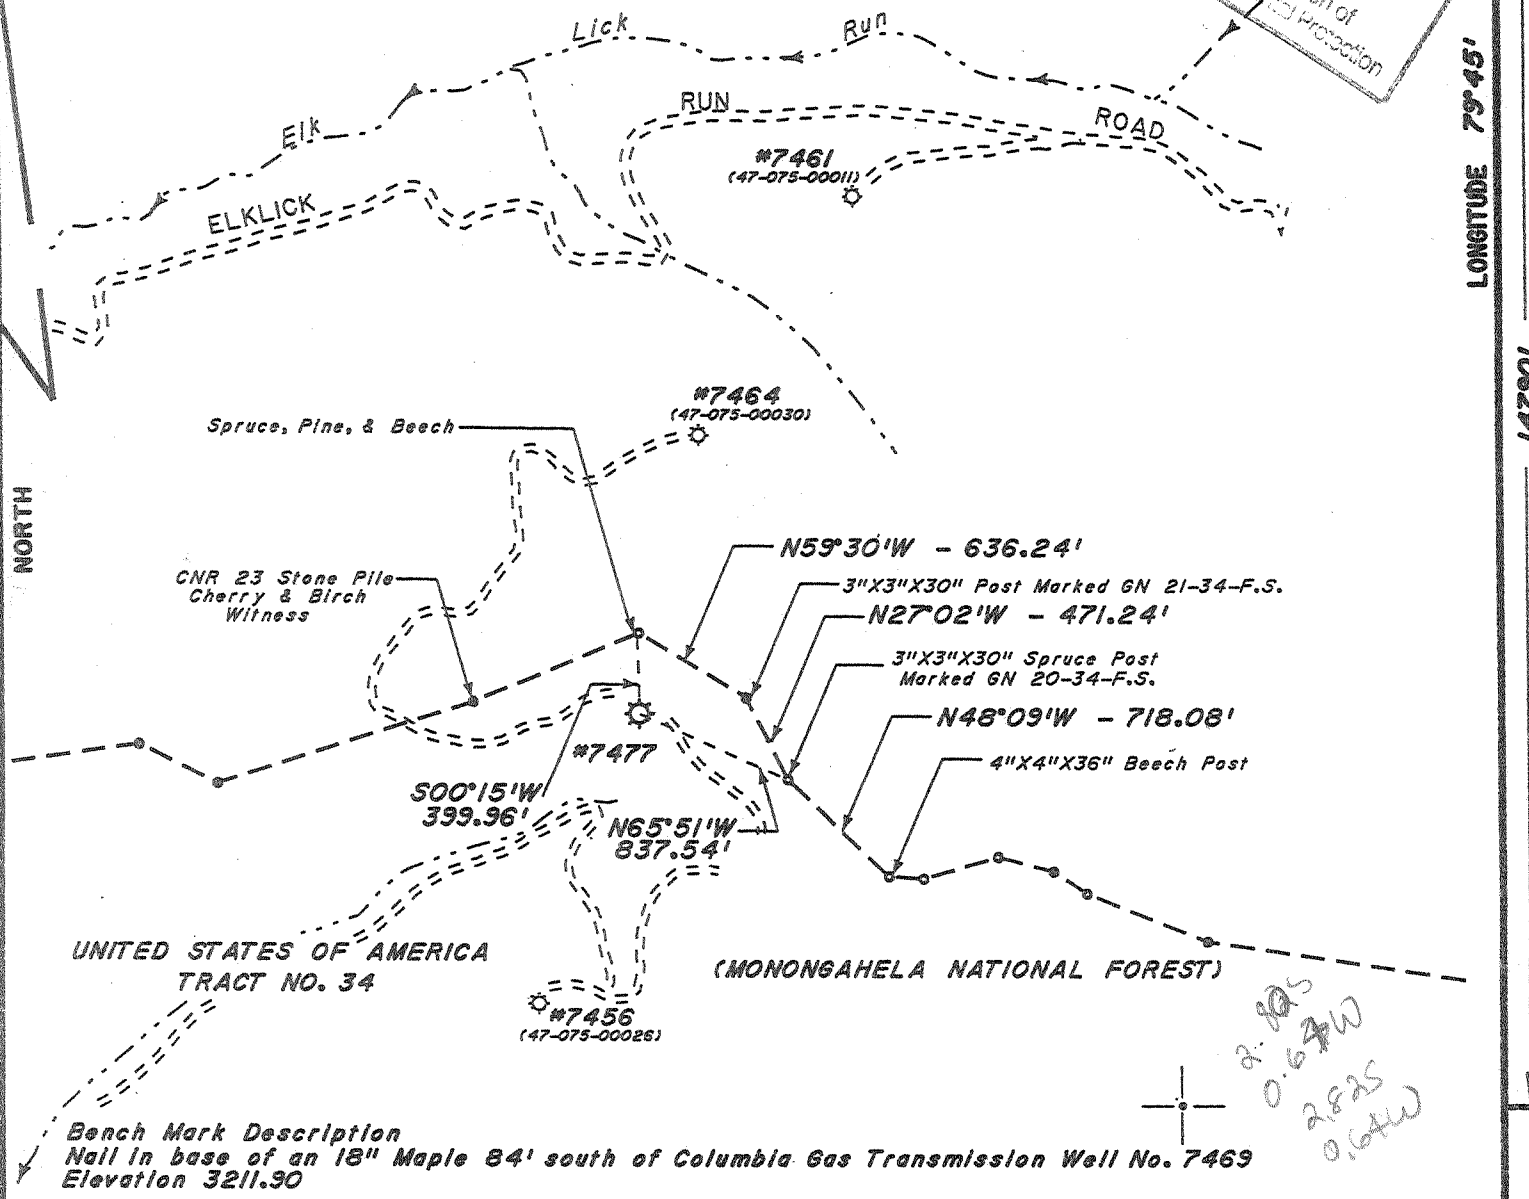 Elk Lick Run
on of
Protection
LONGITUDE 79°45'
RUN
ROAD
#7461
(47-075-00011)
ELKLICK
#7464
(47-075-00030)
Spruce, Pine, & Beech
NORTH
N59°30'W - 636.24'
CNR 23 Stone Pile
Cherry & Birch
Witness
3"X3"X30" Post Marked GN 21-34-F.S.
N27°02'W - 471.24'
3"X3"X30" Spruce Post
Marked GN 20-34-F.S.
N48°09'W - 718.08'
#7477
4"X4"X36" Beech Post
S00°15'W
399.96'
N65°51'W
837.54'
UNITED STATES OF AMERICA
TRACT NO. 34
(MONONGAHELA NATIONAL FOREST)
#7456
(47-075-00026)
0.64W
2.82S
0.64W
Bench Mark Description
Nail in base of an 18" Maple 84' south of Columbia Gas Transmission Well No. 7469
Elevation 3211.90